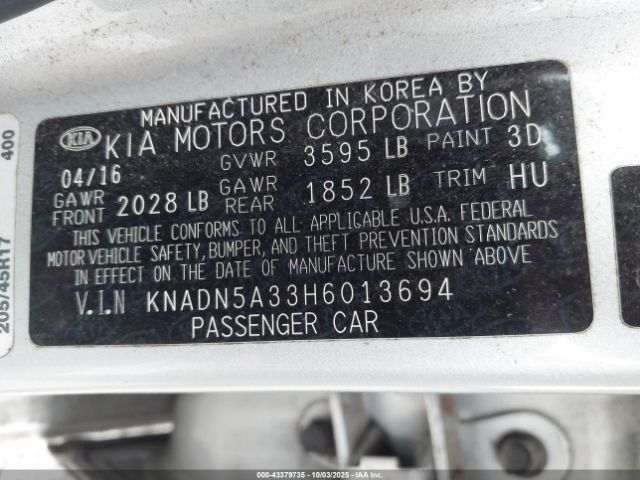 MANUFACTURED IN KOREA BY
KIA KIA MOTORS CORPORATION
04/16 GVWR 3595 LB PAINT 3D
GAWR FRONT 2028 LB GAWR REAR 1852 LB TRIM HU
THIS VEHICLE CONFORMS TO ALL APPLICABLE U.S.A. FEDERAL
MOTOR VEHICLE SAFETY, BUMPER, AND THEFT PREVENTION STANDARDS
IN EFFECT ON THE DATE OF MANUFACTURE SHOWN ABOVE.
V.I.N KNADN5A33H6013694
PASSENGER CAR
205/45R17
400
000-43379735 - 10/03/2025 - IAA, Inc.